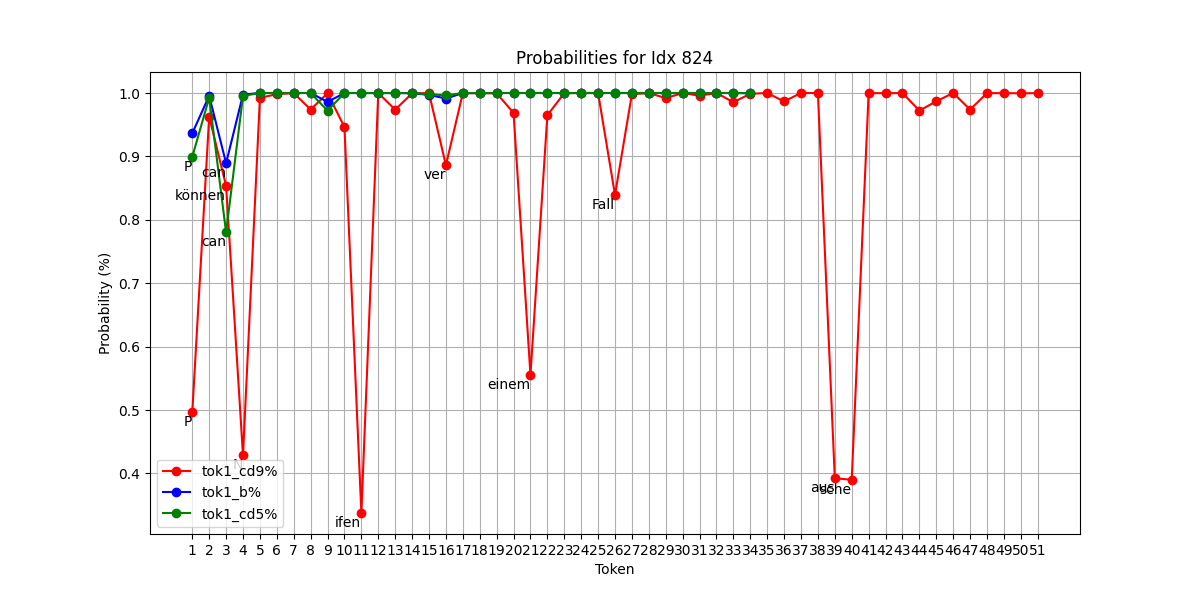 Probabilities for Idx 824
Probability (%)
1.0
0.9
0.8
0.7
0.6
0.5
0.4
P
can
können
can
P
ver
einem
Fall
ifen
aus
sche
tok1_cd9%
tok1_b%
tok1_cd5%
1 2 3 4 5 6 7 8 9 10 11 12 13 14 15 16 17 18 19 20 21 22 23 24 25 26 27 28 29 30 31 32 33 34 35 36 37 38 39 40 41 42 43 44 45 46 47 48 49 50 51
Token